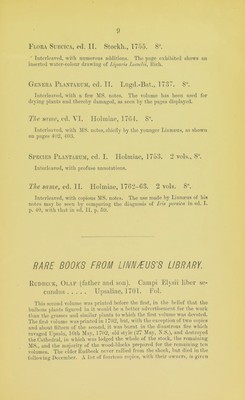 9
Flora Suecica, ed. II. Stockh., 1755. 8°.
Interleaved, with numerous additions. The page exhibited shows an
inserted water-colour drawing of Liparis Loeselii, Rich.
Genera Plantarum, ed. II. Lugd.-Bat., 1737. 8°.
Interleaved, with a few MS. notes. The volume has been used for
drying plants and thereby damaged, as seen by the pages displayed.
The same, ed. VI. Holmiæ, 1764. 8°.
Interleaved, with MS. notes, chiefly by the younger Linnæus, as shown
on pages 402, 403.
Species Plantarum, ed. I. Holmiæ, 1753. 2 vols., 8°.
Interleaved, with profuse annotations.
The same, ed. II. Holmiæ, 1762–63. 2 vols. 8°.
Interleaved, with copious MS. notes. The use made by Linnæus of his
notes may be seen by comparing the diagnosis of Iris persica in ed. I.
p. 40, with that in ed. II. p. 59.
RARE BOOKS FROM LINNÆUS'S LIBRARY.
Rudbeck, Olaf (father and son). Campi Elysii liber se-
cundus ..... Upsaliæ, 1701. Fol.
This second volume was printed before the first, in the belief that the
bulbous plants figured in it would be a better advertisement for the work
than the grasses and similar plants to which the first volume was devoted.
The first volume was printed in 1702, but, with the exception of two copies
and about fifteen of the second, it was burnt in the disastrous fire which
ravaged Upsala, 16th May, 1702, old style (27 May, N.S.), and destroyed
the Cathedral, in which was lodged the whole of the stock, the remaining
MS., and the majority of the wood-blocks prepared for the remaining ten
volumes. The elder Rudbeck never rallied from the shock, but died in the
following December. A list of fourteen copies, with their owners, is given